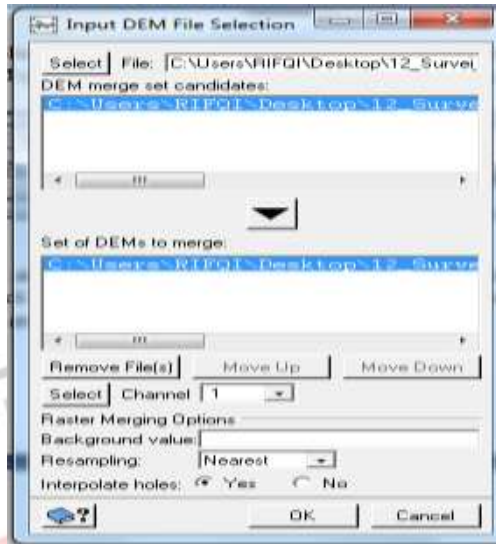 Input DEM File Selection
Select File: C:\Users\RIFQI\Desktop\12_Survei_
DEM merge set candidates:
C:\Users\RIFQI\Desktop\12_Surve
Set of DEMs to merge:
C:\Users\RIFQI\Desktop\12_Surve
Remove File(s) Move Up Move Down
Select Channel 1
Raster Merging Options
Background value:
Resampling: Nearest
Interpolate holes: Yes No
? OK Cancel